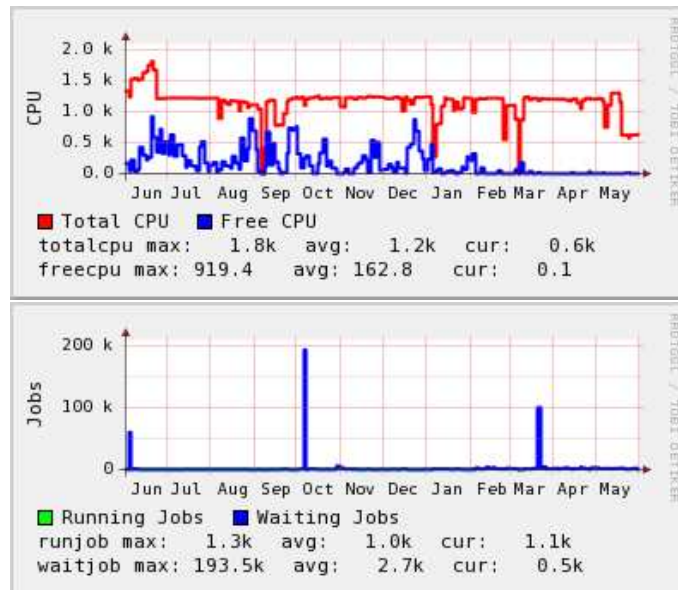 2.0 k
1.5 k
1.0 k
0.5 k
0.0
CPU
Jun Jul Aug Sep Oct Nov Dec Jan Feb Mar Apr May
Total CPU Free CPU
totalcpu max: 1.8k avg: 1.2k cur: 0.6k
freecpu max: 919.4 avg: 162.8 cur: 0.1
RRDTOOL / TOBI OETIKER
200 k
100 k
0
Jobs
Jun Jul Aug Sep Oct Nov Dec Jan Feb Mar Apr May
Running Jobs Waiting Jobs
runjob max: 1.3k avg: 1.0k cur: 1.1k
waitjob max: 193.5k avg: 2.7k cur: 0.5k
RRDTOOL / TOBI OETIKER